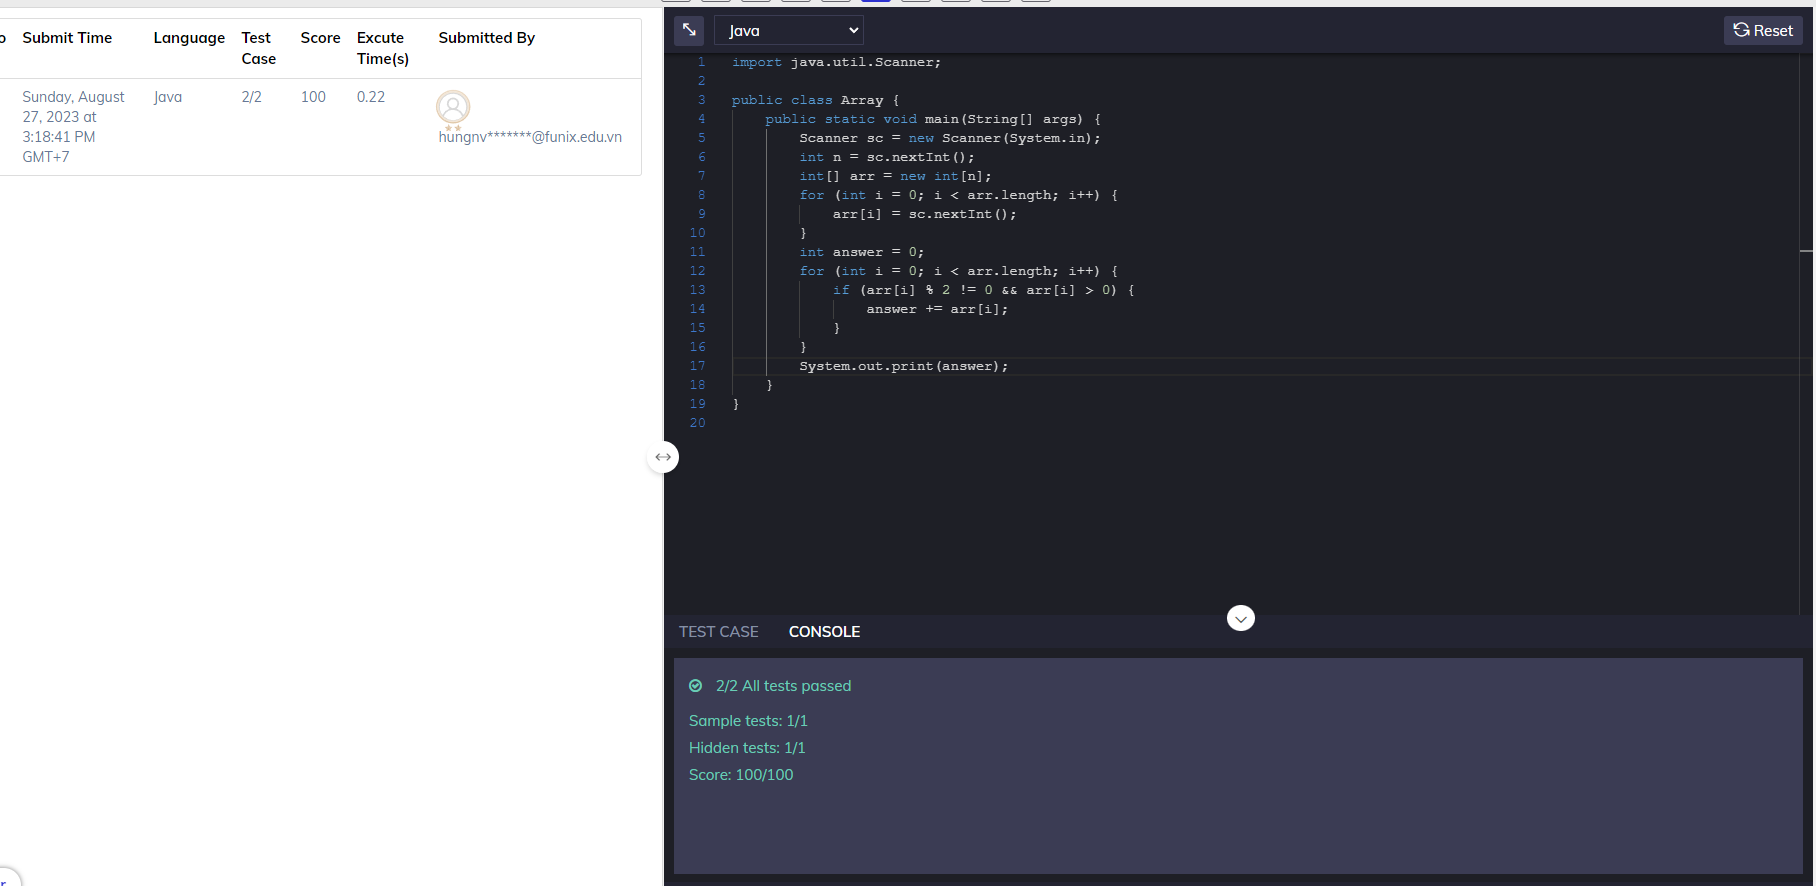 o Submit Time Language Test Case Score Excute Time(s) Submitted By
Sunday, August 27, 2023 at 3:18:41 PM GMT+7 Java 2/2 100 0.22 hungnv*******@funix.edu.vn
Java
Reset
1 import java.util.Scanner;
2
3 public class Array {
4 public static void main(String[] args) {
5 Scanner sc = new Scanner(System.in);
6 int n = sc.nextInt();
7 int[] arr = new int[n];
8 for (int i = 0; i < arr.length; i++) {
9 arr[i] = sc.nextInt();
10 }
11 int answer = 0;
12 for (int i = 0; i < arr.length; i++) {
13 if (arr[i] % 2 != 0 && arr[i] > 0) {
14 answer += arr[i];
15 }
16 }
17 System.out.print(answer);
18 }
19 }
20
TEST CASE CONSOLE
2/2 All tests passed
Sample tests: 1/1
Hidden tests: 1/1
Score: 100/100